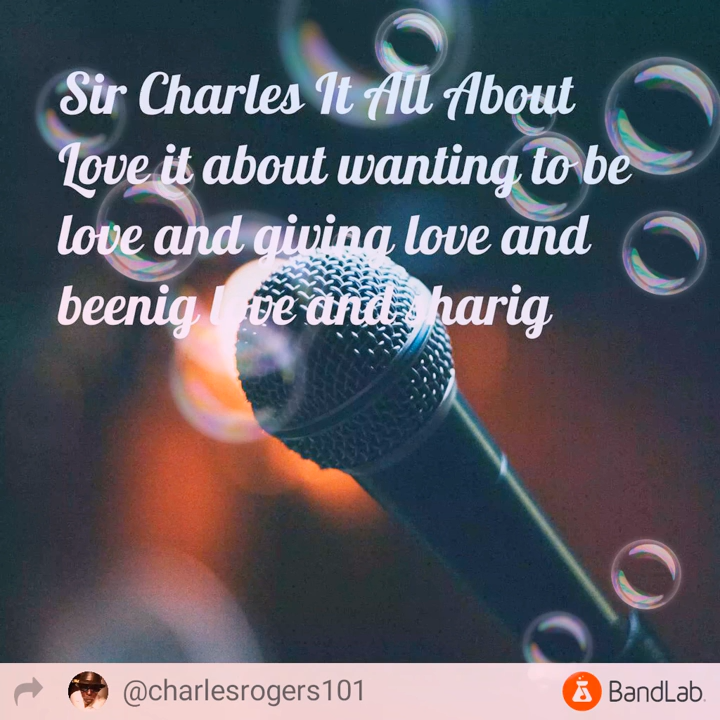 Sir Charles It All About
Love it about wanting to be
love and giving love and
beenig love and sharig
@charlesrogers101
BandLab.